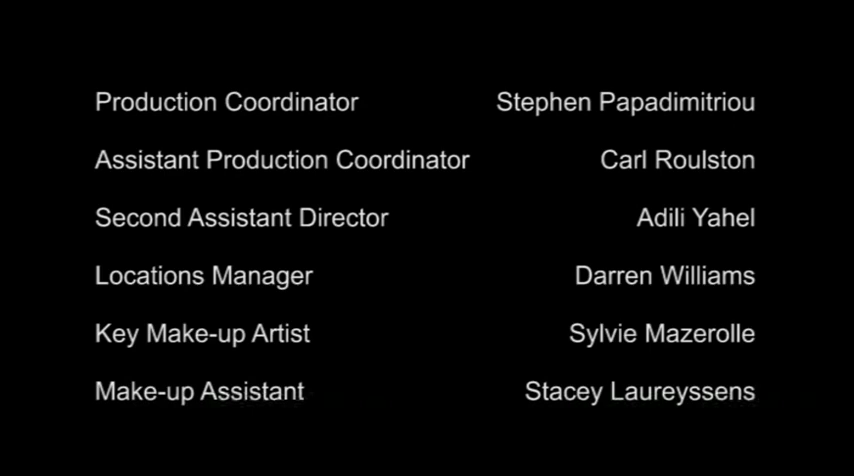 Production Coordinator Stephen Papadimitriou
Assistant Production Coordinator Carl Roulston
Second Assistant Director Adili Yahel
Locations Manager Darren Williams
Key Make-up Artist Sylvie Mazerolle
Make-up Assistant Stacey Laureyssens